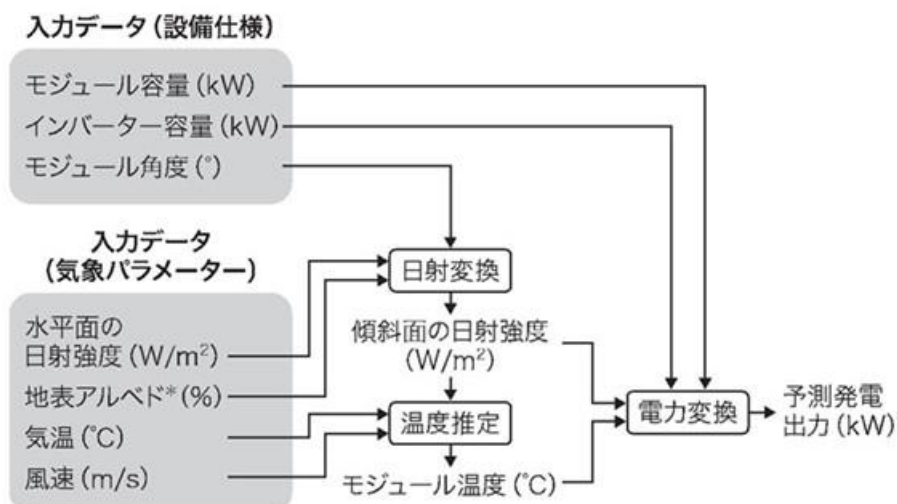 入力データ（設備仕様）
モジュール容量（kW）
インバーター容量（kW）
モジュール角度（°）
入力データ
（気象パラメーター）
水平面の
日射強度（W/m²）
地表アルベド*（%）
気温（℃）
風速（m/s）
日射変換
傾斜面の日射強度
（W/m²）
温度推定
モジュール温度（℃）
電力変換
予測発電
出力（kW）